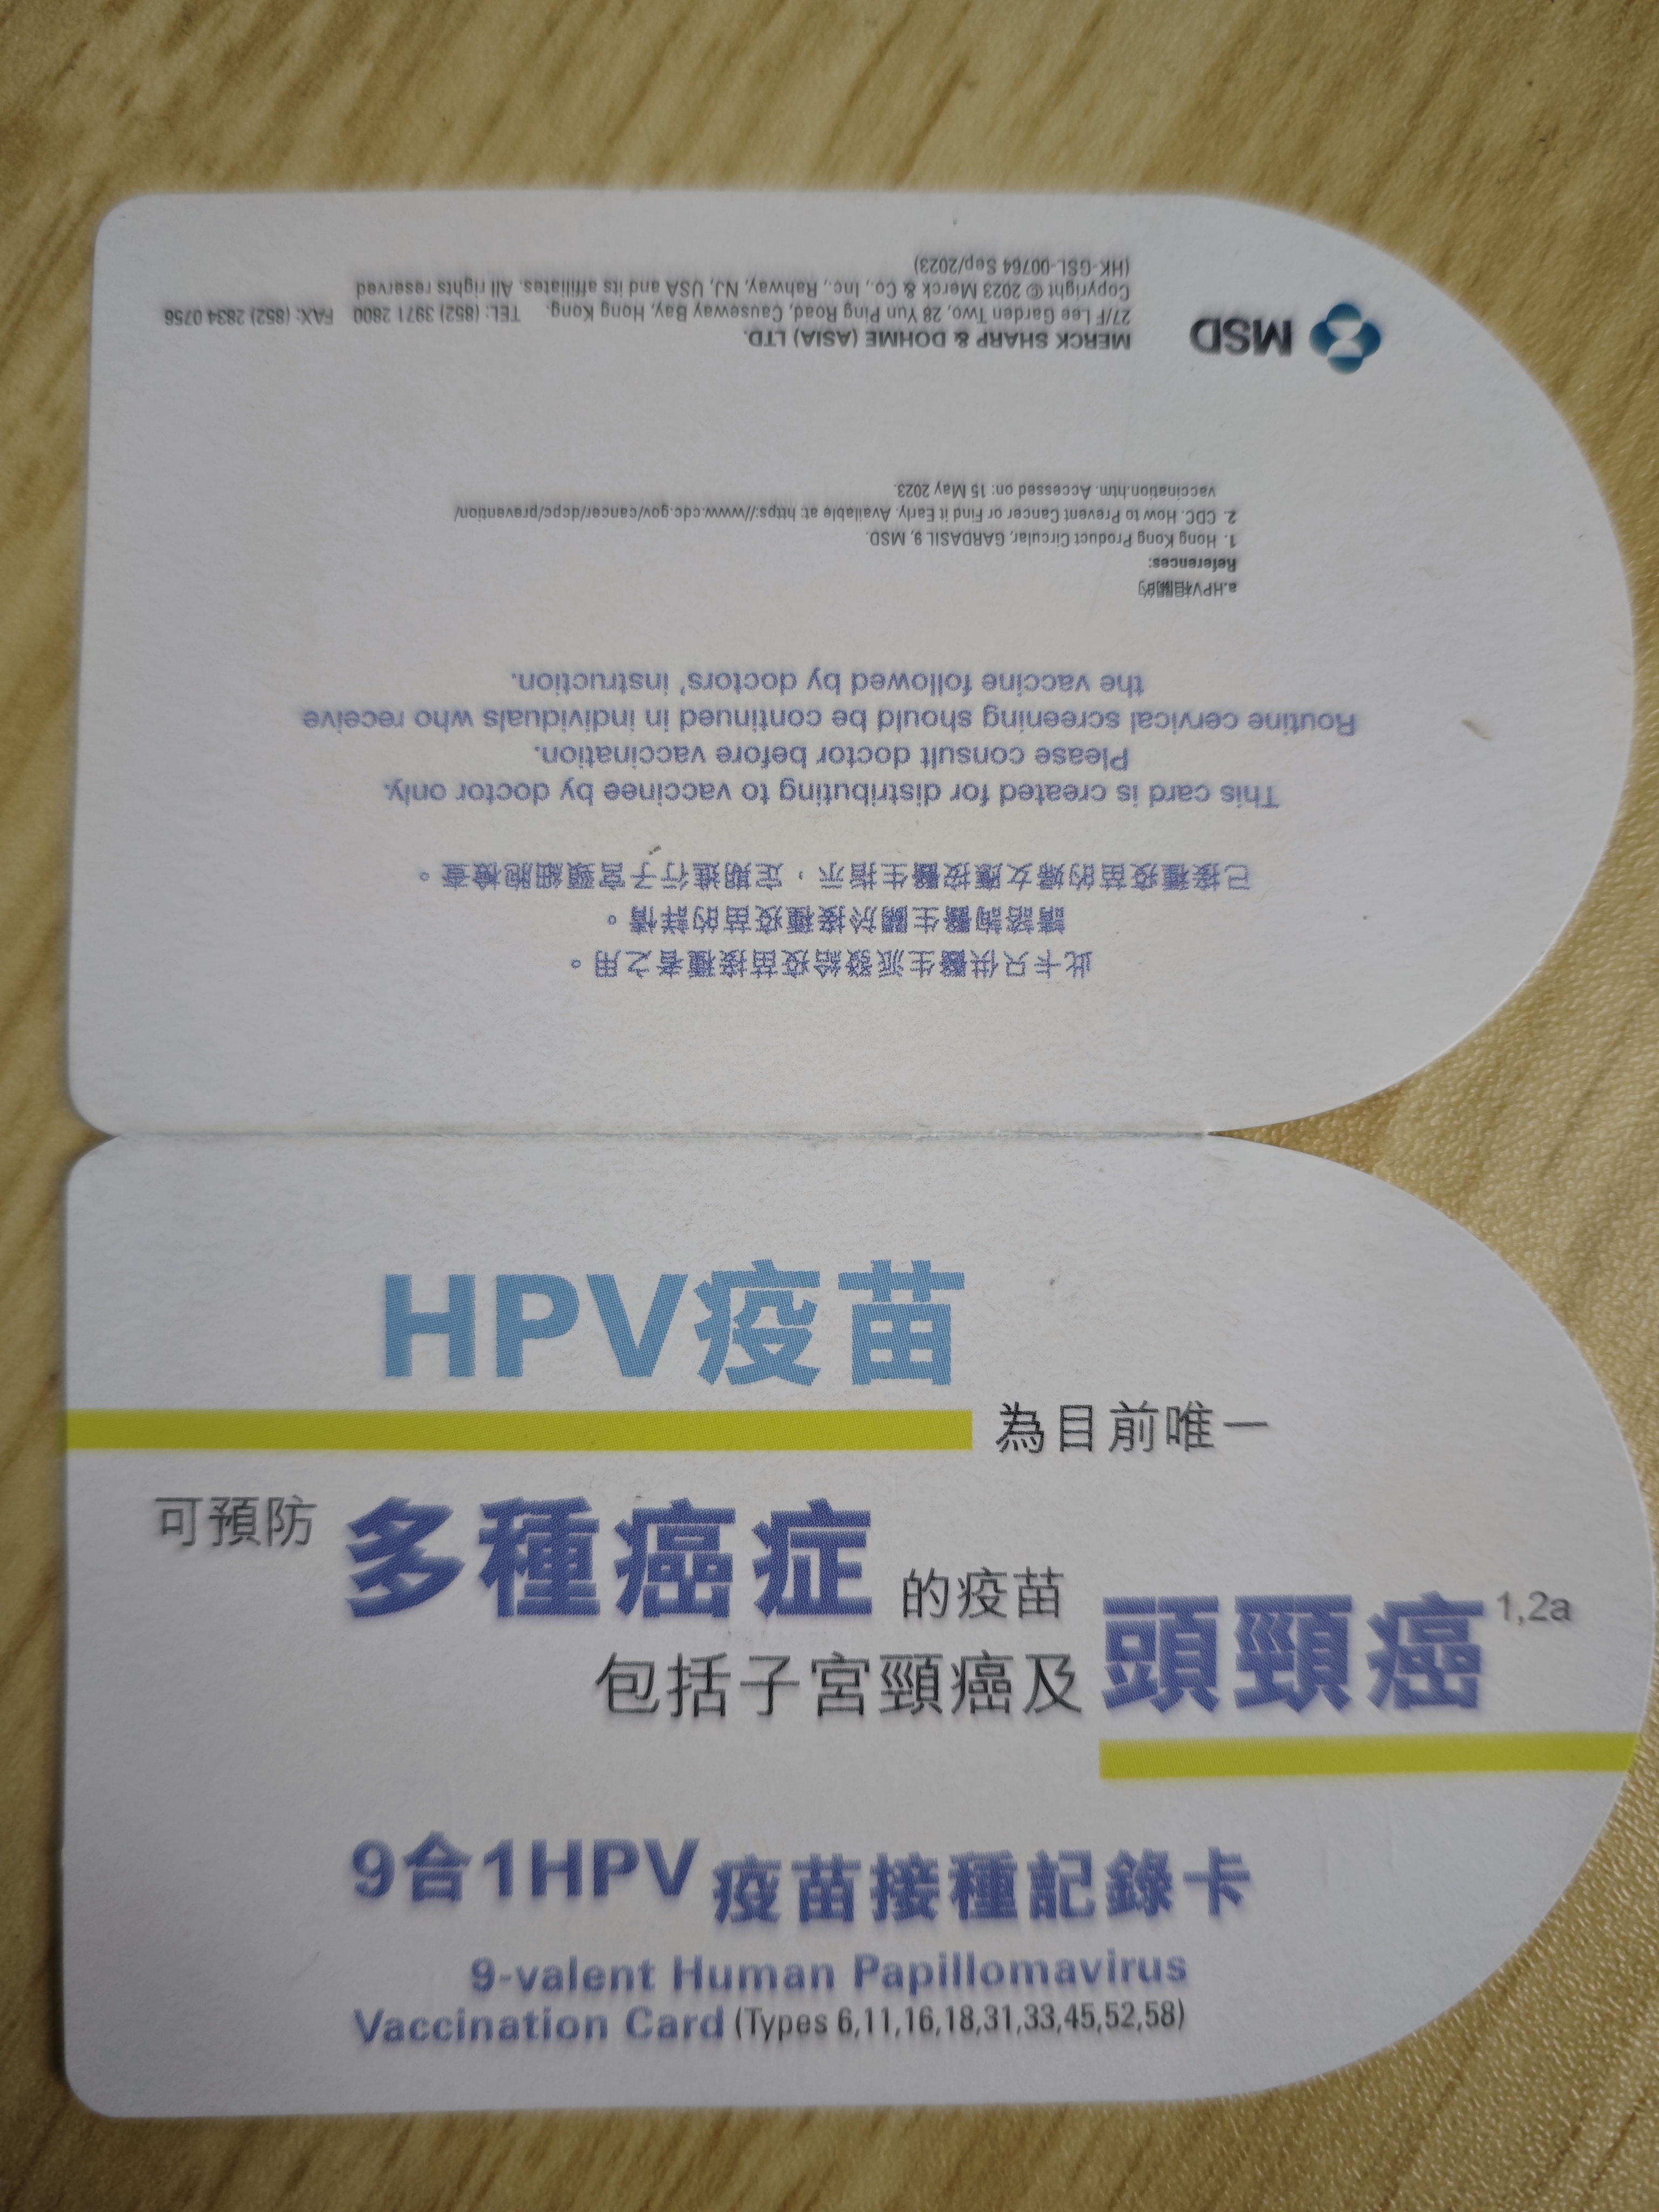 HPV疫苗
為目前唯一
可預防 多種癌症 的疫苗
包括子宮頸癌及 頭頸癌 1,2a
9合1HPV 疫苗接種記錄卡
9-valent Human Papillomavirus
Vaccination Card (Types 6,11,16,18,31,33,45,52,58)
此卡只供醫生派發給疫苗接種者之用。
請諮詢醫生關於接種疫苗的詳情。
已接種疫苗的婦女應按醫生指示，定期進行子宮頸細胞檢查。
This card is created for distributing to vaccinee by doctor only.
Please consult doctor before vaccination.
Routine cervical screening should be continued in individuals who receive
the vaccine followed by doctors' instruction.
a.HPV相關的
References:
1. Hong Kong Product Circular, GARDASIL 9, MSD.
2. CDC. How to Prevent Cancer or Find it Early. Available at: https://www.cdc.gov/cancer/dcpc/prevention/
vaccination.htm. Accessed on: 15 May 2023.
MSD
MERCK SHARP & DOHME (ASIA) LTD.
27/F Lee Garden Two, 28 Yun Ping Road, Causeway Bay, Hong Kong. TEL: (852) 3971 2800 FAX: (852) 2834 0756
Copyright © 2023 Merck & Co., Inc., Rahway, NJ, USA and its affiliates. All rights reserved
(HK-GSL-00764 Sep/2023)